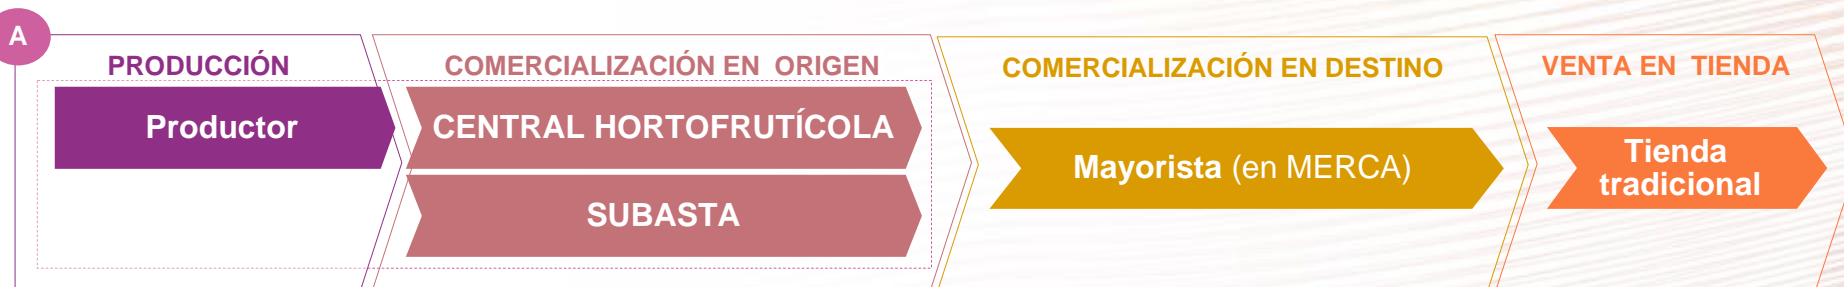 A
PRODUCCIÓN
COMERCIALIZACIÓN EN ORIGEN
COMERCIALIZACIÓN EN DESTINO
VENTA EN TIENDA
Productor
CENTRAL HORTOFRUTÍCOLA
SUBASTA
Mayorista (en MERCA)
Tienda
tradicional